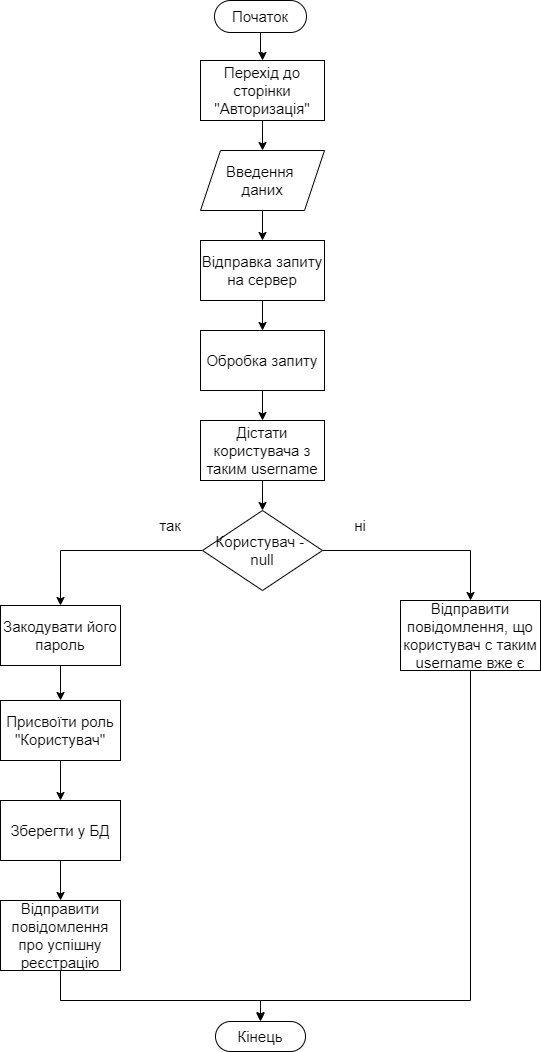 Початок
Перехід до
сторінки
"Авторизація"
Введення
даних
Відправка запиту
на сервер
Обробка запиту
Дістати
користувача з
таким username
так
Користувач -
null
ні
Закодувати його
пароль
Відправити
повідомлення, що
користувач с таким
username вже є
Присвоїти роль
"Користувач"
Зберегти у БД
Відправити
повідомлення
про успішну
реєстрацію
Кінець